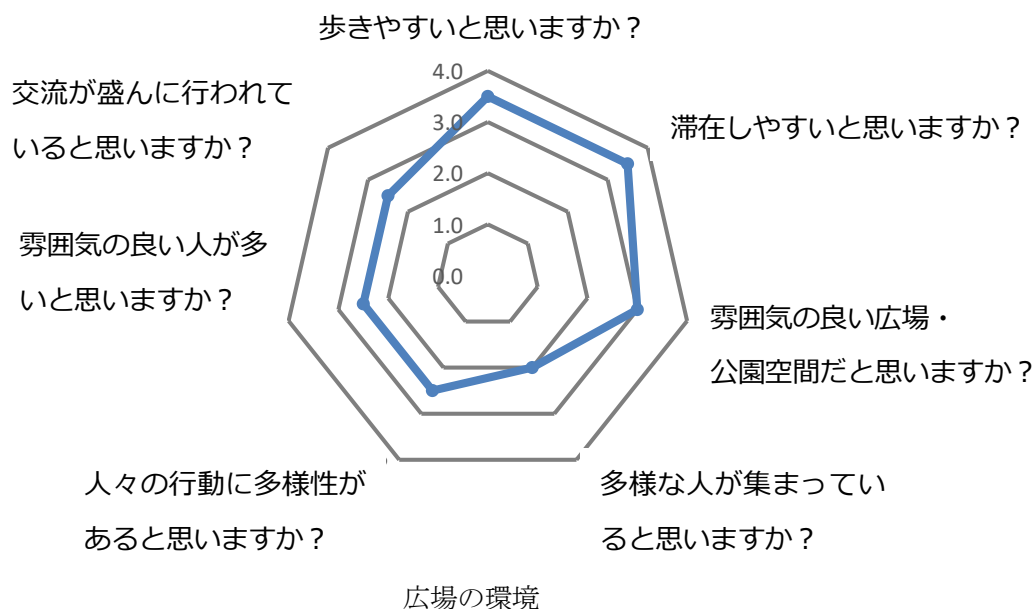 歩きやすいと思いますか？
4.0
3.0
2.0
1.0
0.0
滞在しやすいと思いますか？
雰囲気の良い広場・
公園空間だと思いますか？
多様な人が集まってい
ると思いますか？
人々の行動に多様性が
あると思いますか？
雰囲気の良い人が多
いと思いますか？
交流が盛んに行われて
いると思いますか？
広場の環境